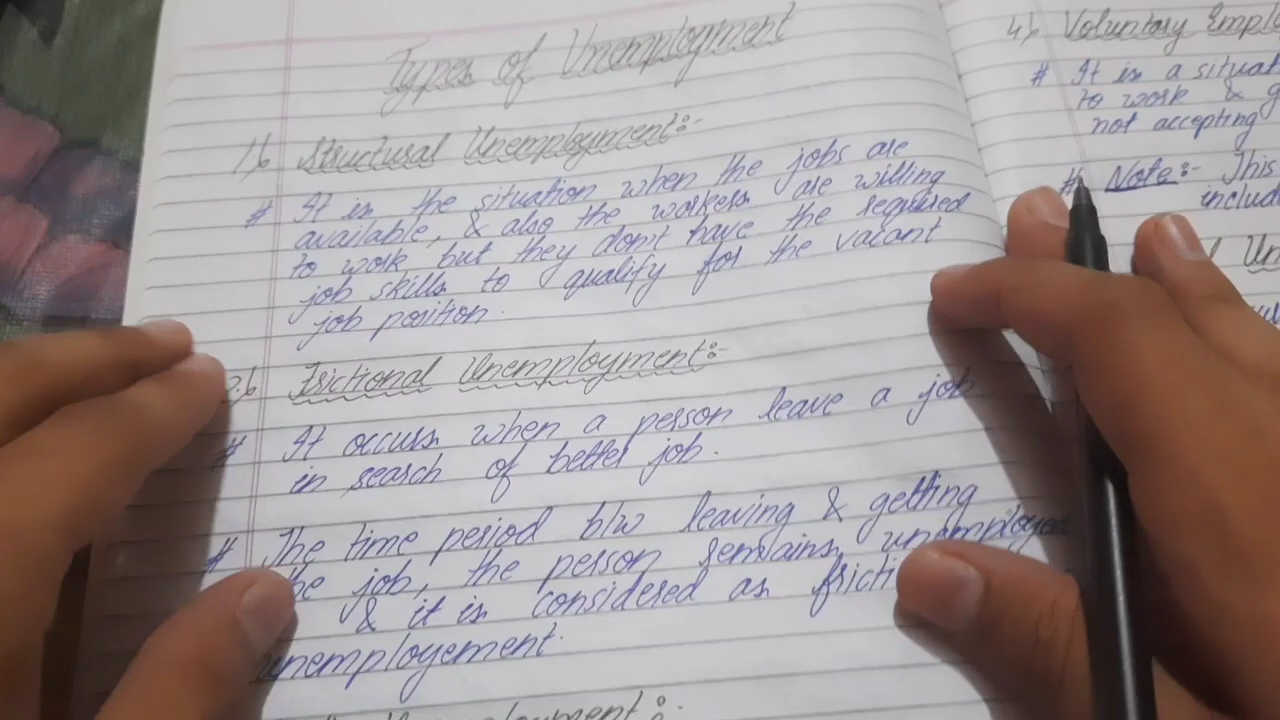 Types of Unemployment
1.) Structural Unemployment:-
# It is the situation when the jobs are
available, & also the workers are willing
to work but they don't have the required
job skills to qualify for the vacant
job position.
2.) Frictional Unemployment:-
# It occurs when a person leave a job
in search of better job.
# The time period b/w leaving & getting
the job, the person remains unemployed
& it is considered as fricti
unemployement.
Unemployment:-
4.) Voluntary Emplo
# It is a situat
to work & g
not accepting
# Note:- This
includ
l Un